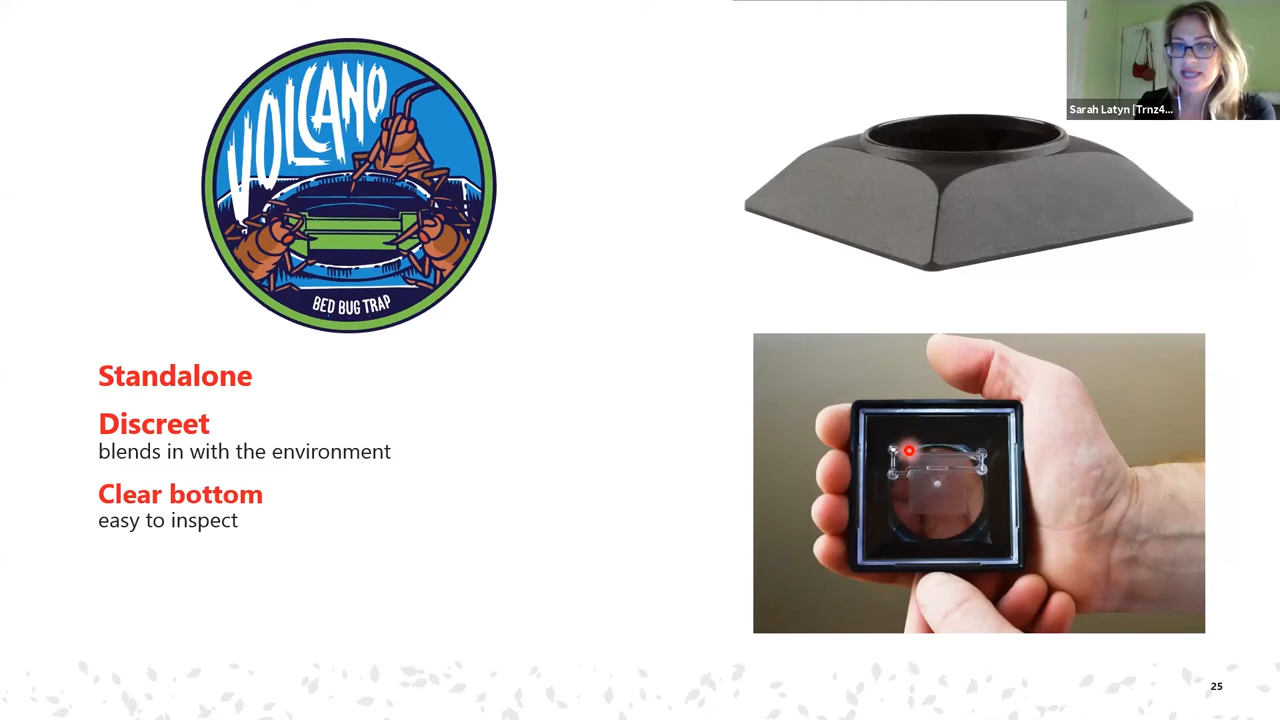 VOLCANO
BED BUG TRAP
Sarah Latyn [Trnz4...
Standalone
Discreet
blends in with the environment
Clear bottom
easy to inspect
25